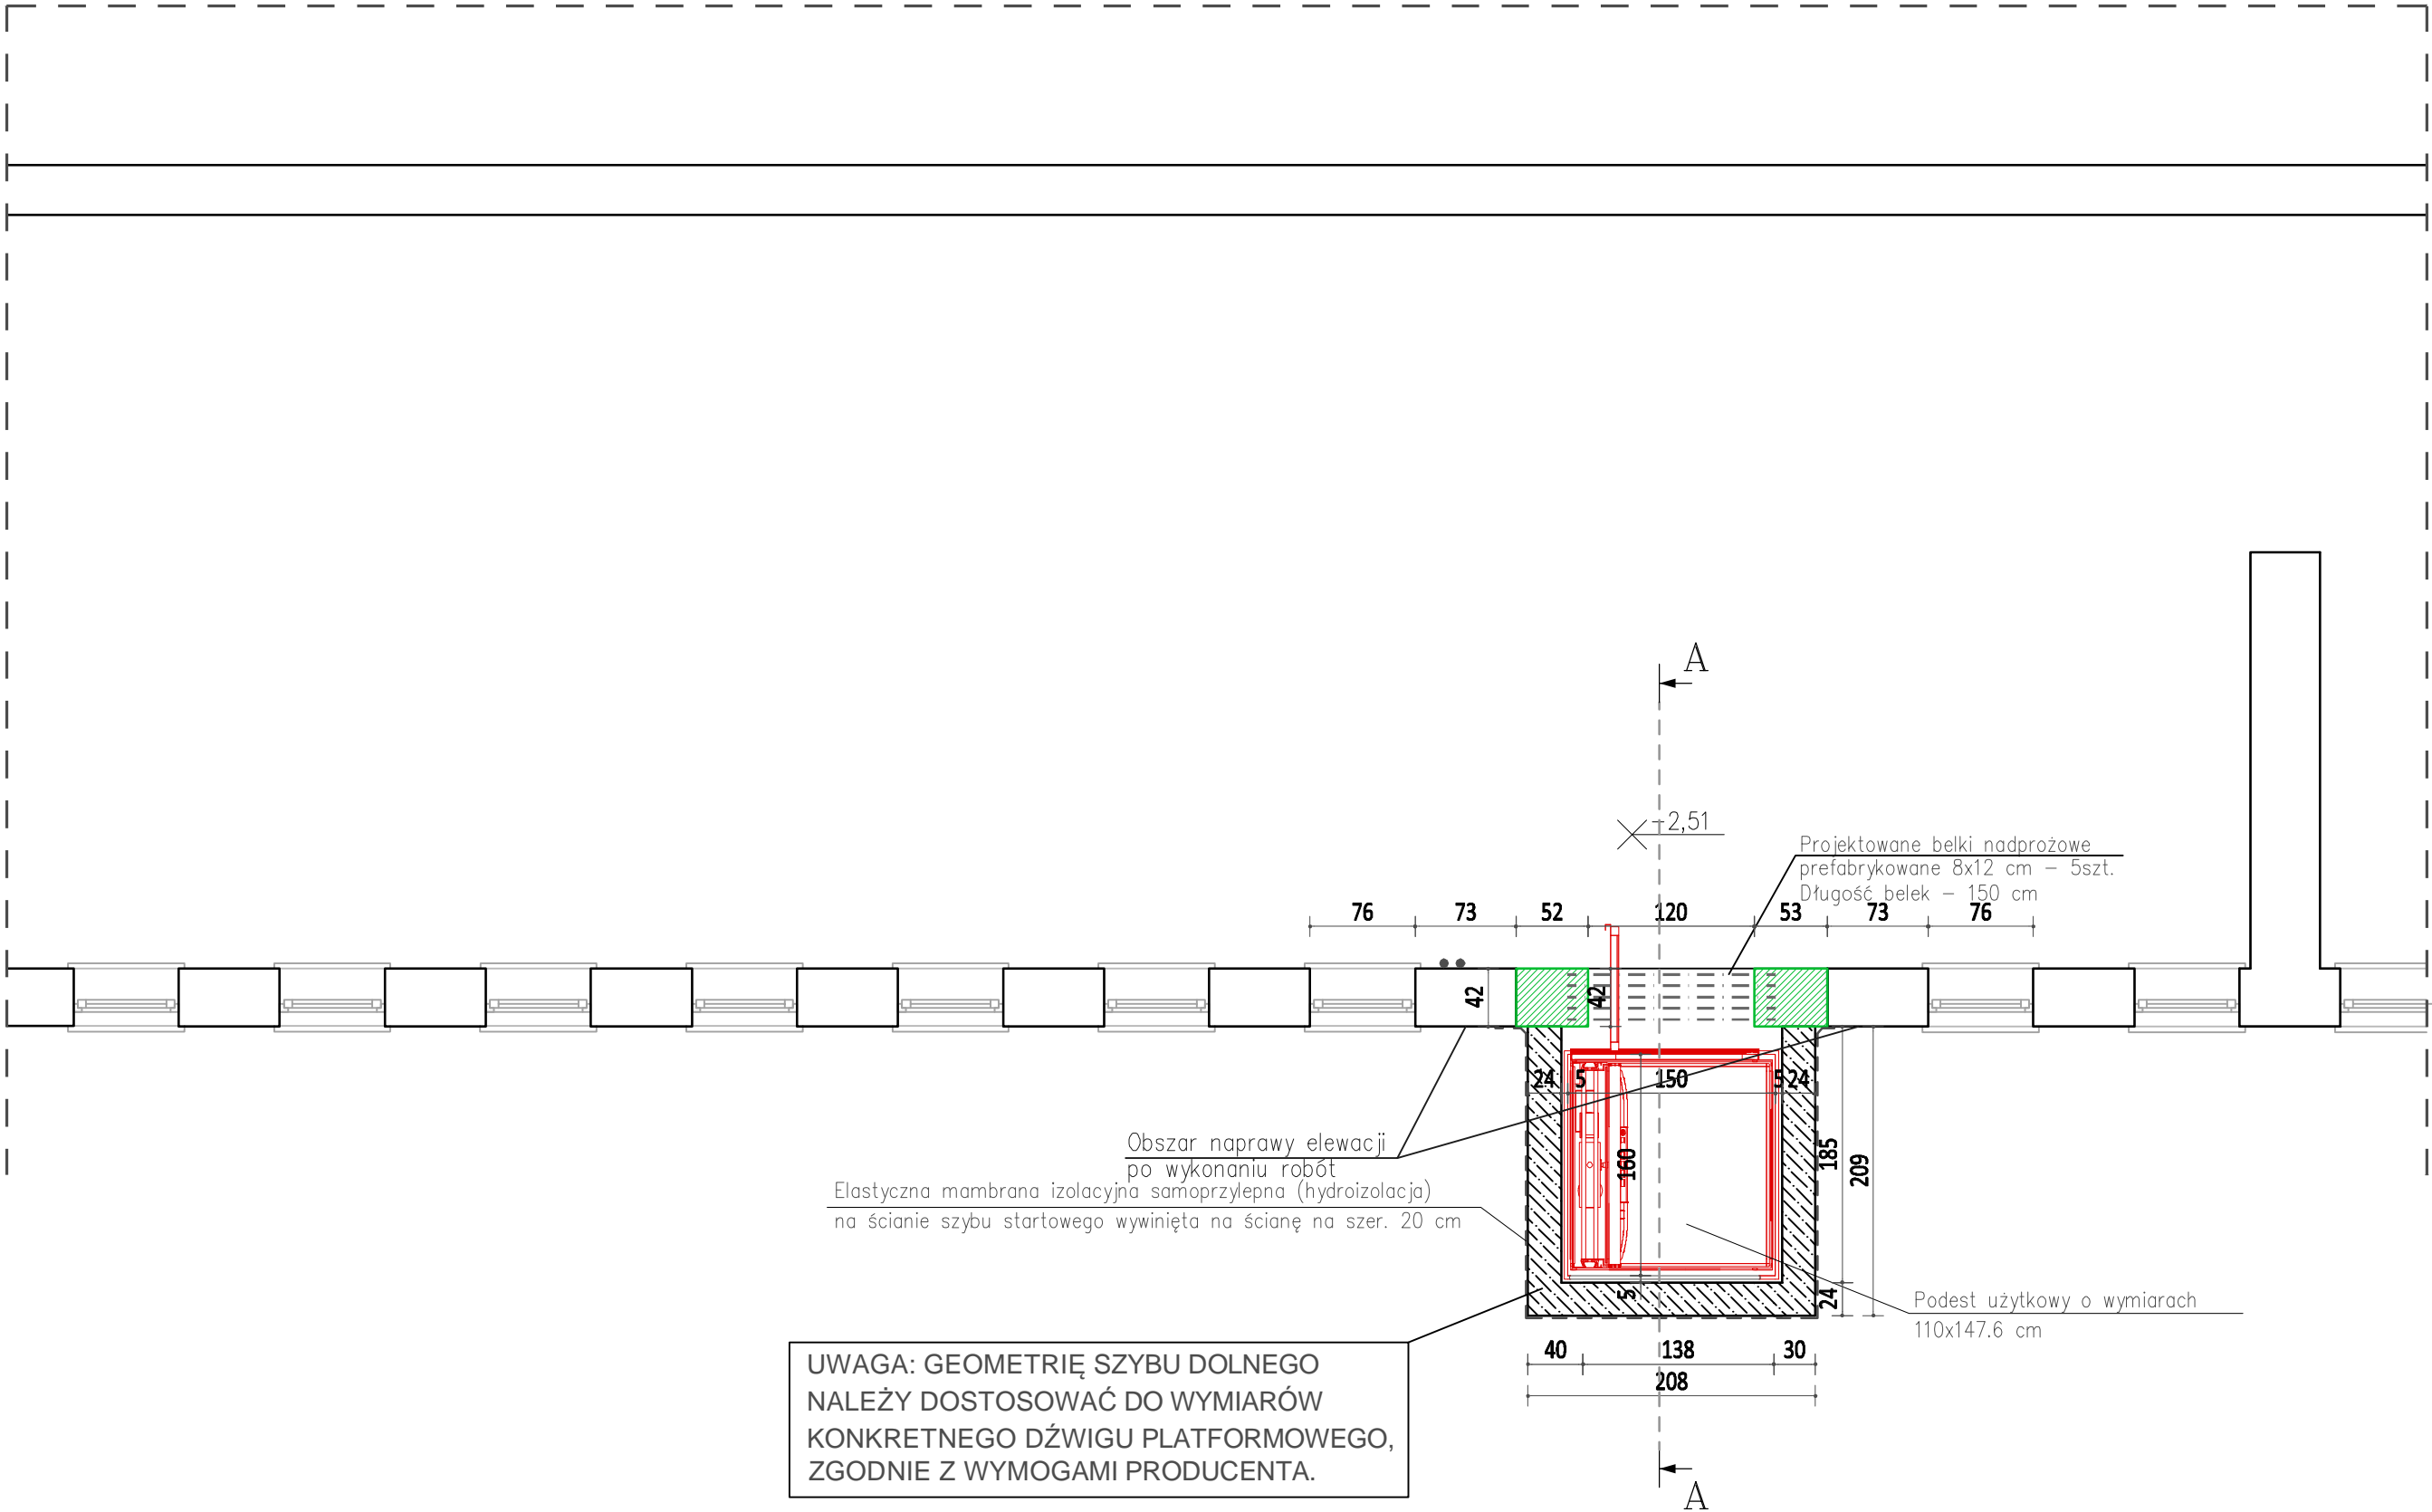 A
-2,51
Projektowane belki nadprożowe
prefabrykowane 8x12 cm – 5szt.
Długość belek – 150 cm
76 73 52 120 53 73 76
42 42
24 5 150 5 24
160
185
209
5
24
Obszar naprawy elewacji
po wykonaniu robót
Elastyczna mambrana izolacyjna samoprzylepna (hydroizolacja)
na ścianie szybu startowego wywinięta na ścianę na szer. 20 cm
Podest użytkowy o wymiarach
110x147.6 cm
40 138 30
208
UWAGA: GEOMETRIĘ SZYBU DOLNEGO
NALEŻY DOSTOSOWAĆ DO WYMIARÓW
KONKRETNEGO DŹWIGU PLATFORMOWEGO,
ZGODNIE Z WYMOGAMI PRODUCENTA.
A